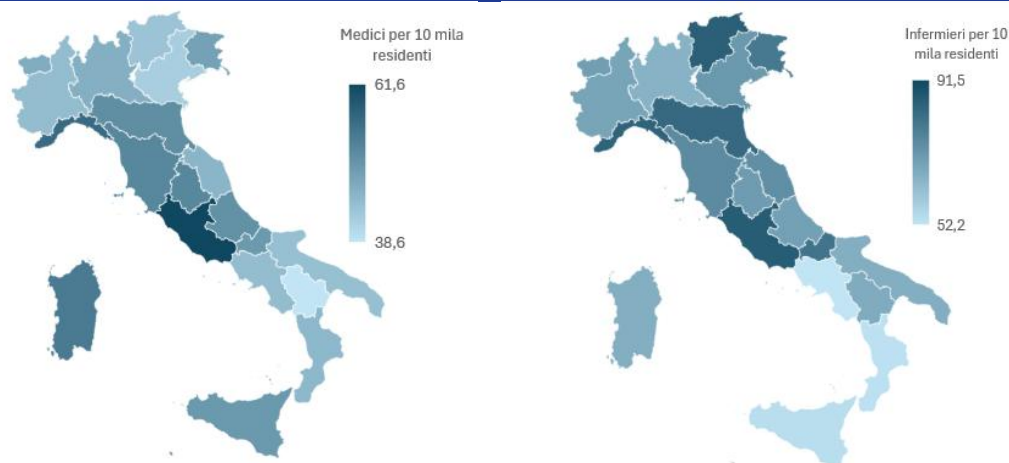 Medici per 10 mila
residenti
61,6
38,6
Infermieri per 10
mila residenti
91,5
52,2